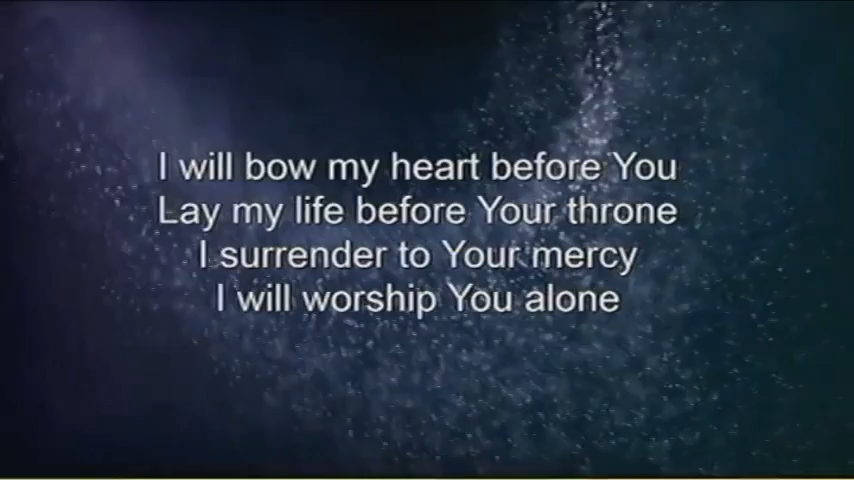 I will bow my heart before You
Lay my life before Your throne
I surrender to Your mercy
I will worship You alone